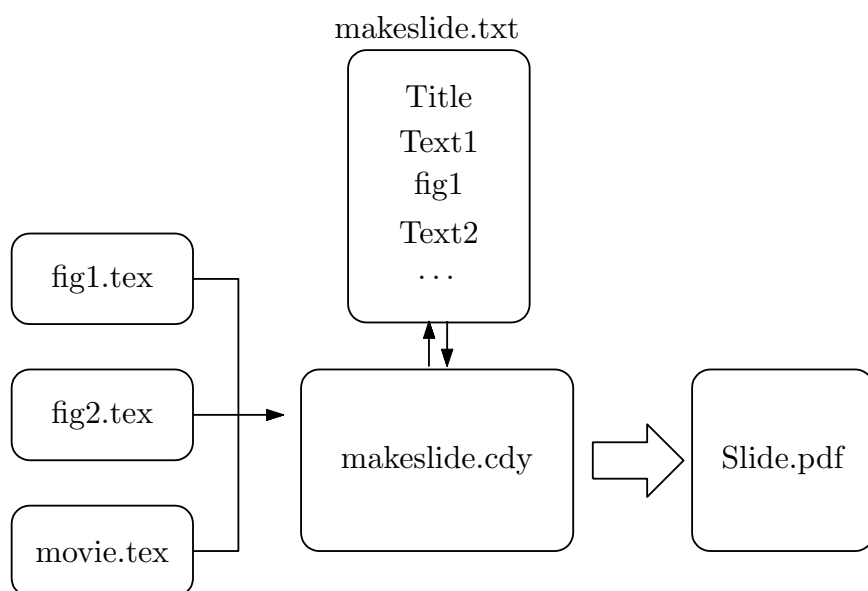 makeslide.txt
Title
Text1
fig1
Text2
...
fig1.tex
fig2.tex
movie.tex
makeslide.cdy
Slide.pdf